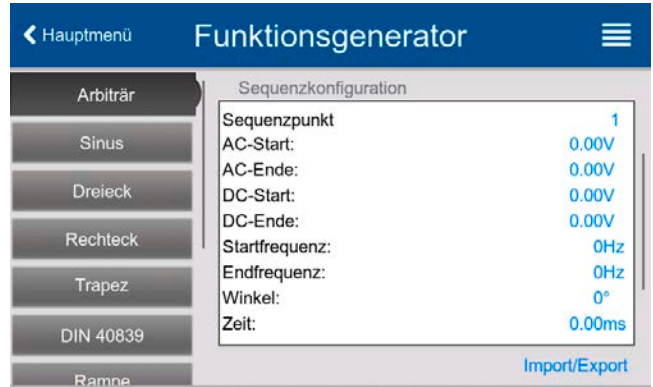 Hauptmenü
Funktionsgenerator
Arbiträr
Sinus
Dreieck
Rechteck
Trapez
DIN 40839
Rampe
Sequenzkonfiguration
Sequenzpunkt 1
AC-Start: 0.00V
AC-Ende: 0.00V
DC-Start: 0.00V
DC-Ende: 0.00V
Startfrequenz: 0Hz
Endfrequenz: 0Hz
Winkel: 0°
Zeit: 0.00ms
Import/Export